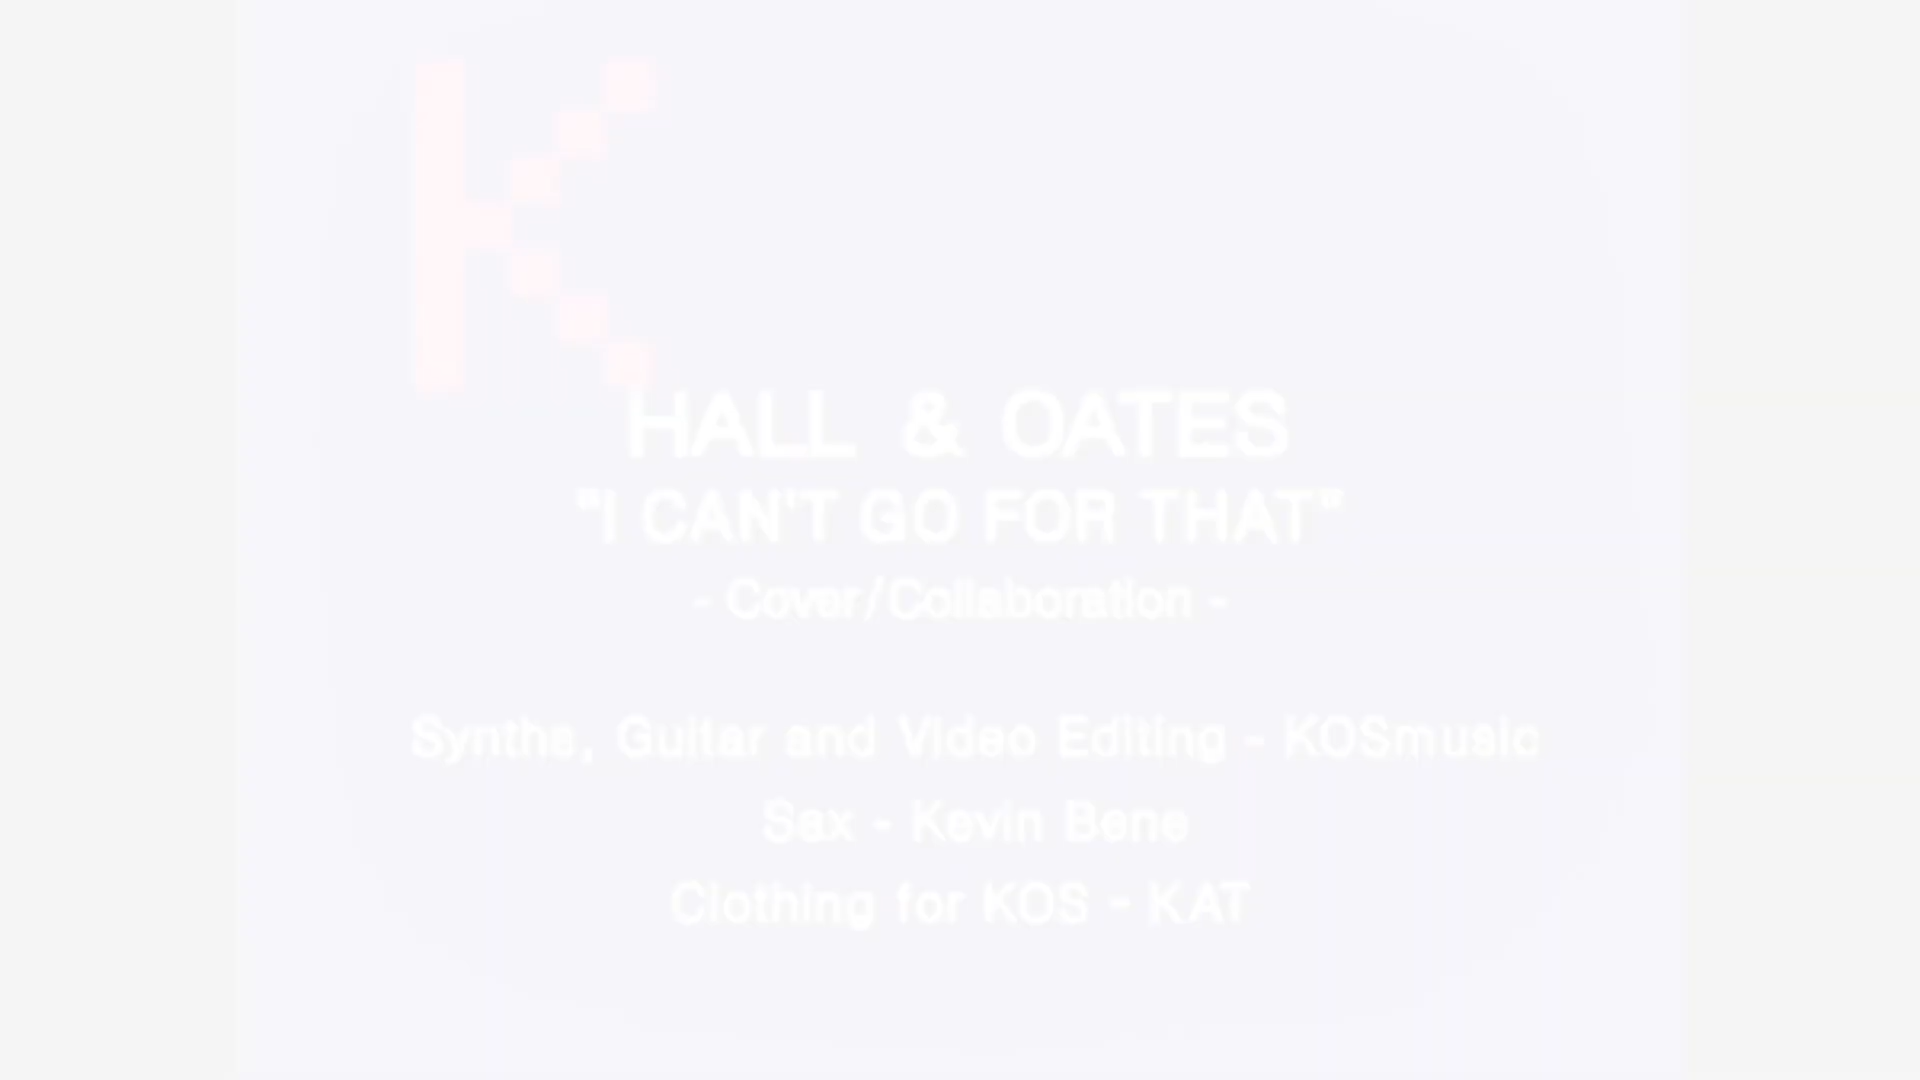 K
HALL & OATES
"I CAN'T GO FOR THAT"
- Cover/Collaboration -
Synths, Guitar and Video Editing - KOSmusic
Sax - Kevin Bene
Clothing for KOS - KAT